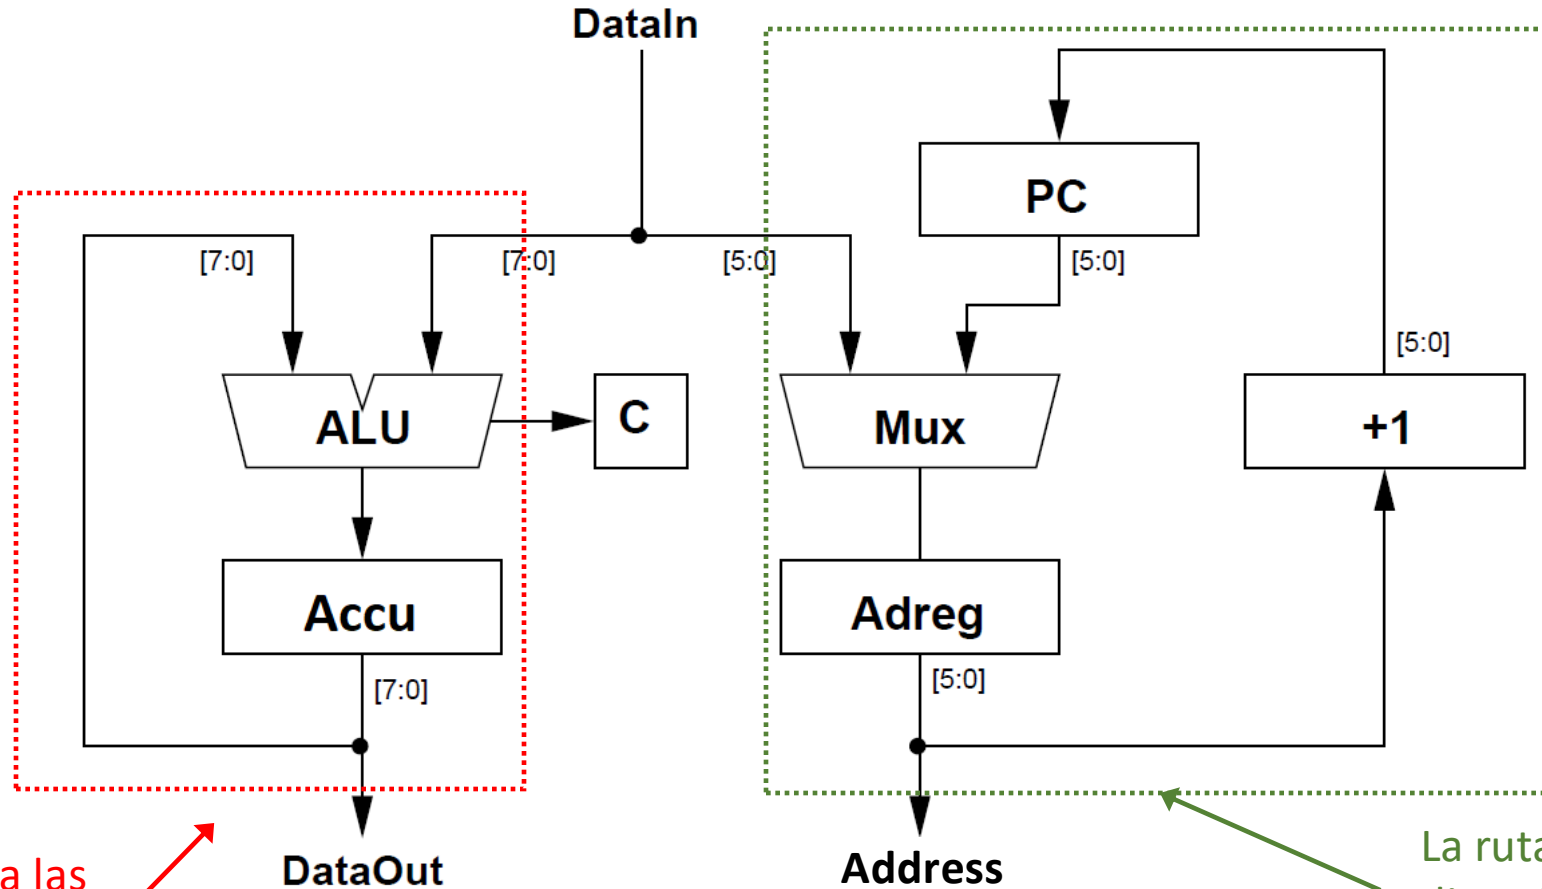 DataIn
PC
[7:0]
[7:0]
[5:0]
[5:0]
[5:0]
ALU
C
Mux
+1
Accu
Adreg
[7:0]
[5:0]
DataOut
Address
a las
La ruta